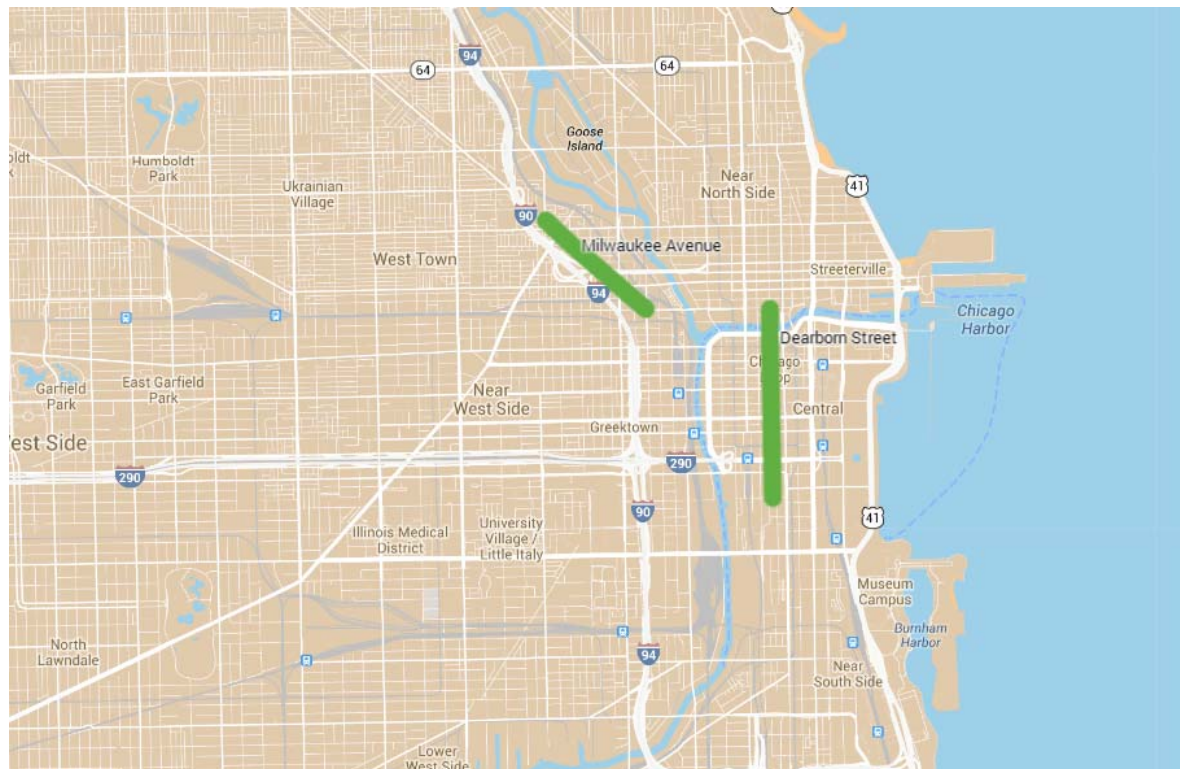 94
64
64
Goose
Island
oldt
Humboldt
Park
Near
North Side
41
Ukrainian
Village
90
Milwaukee Avenue
West Town
Streeterville
94
Chicago
Harbor
Dearborn Street
Chicago
Loop
Garfield
Park
East Garfield
Park
Near
West Side
Central
Greektown
West Side
290
290
90
41
Illinois Medical
District
University
Village /
Little Italy
Museum
Campus
Burnham
Harbor
North
Lawndale
94
Near
South Side
Lower
West Side